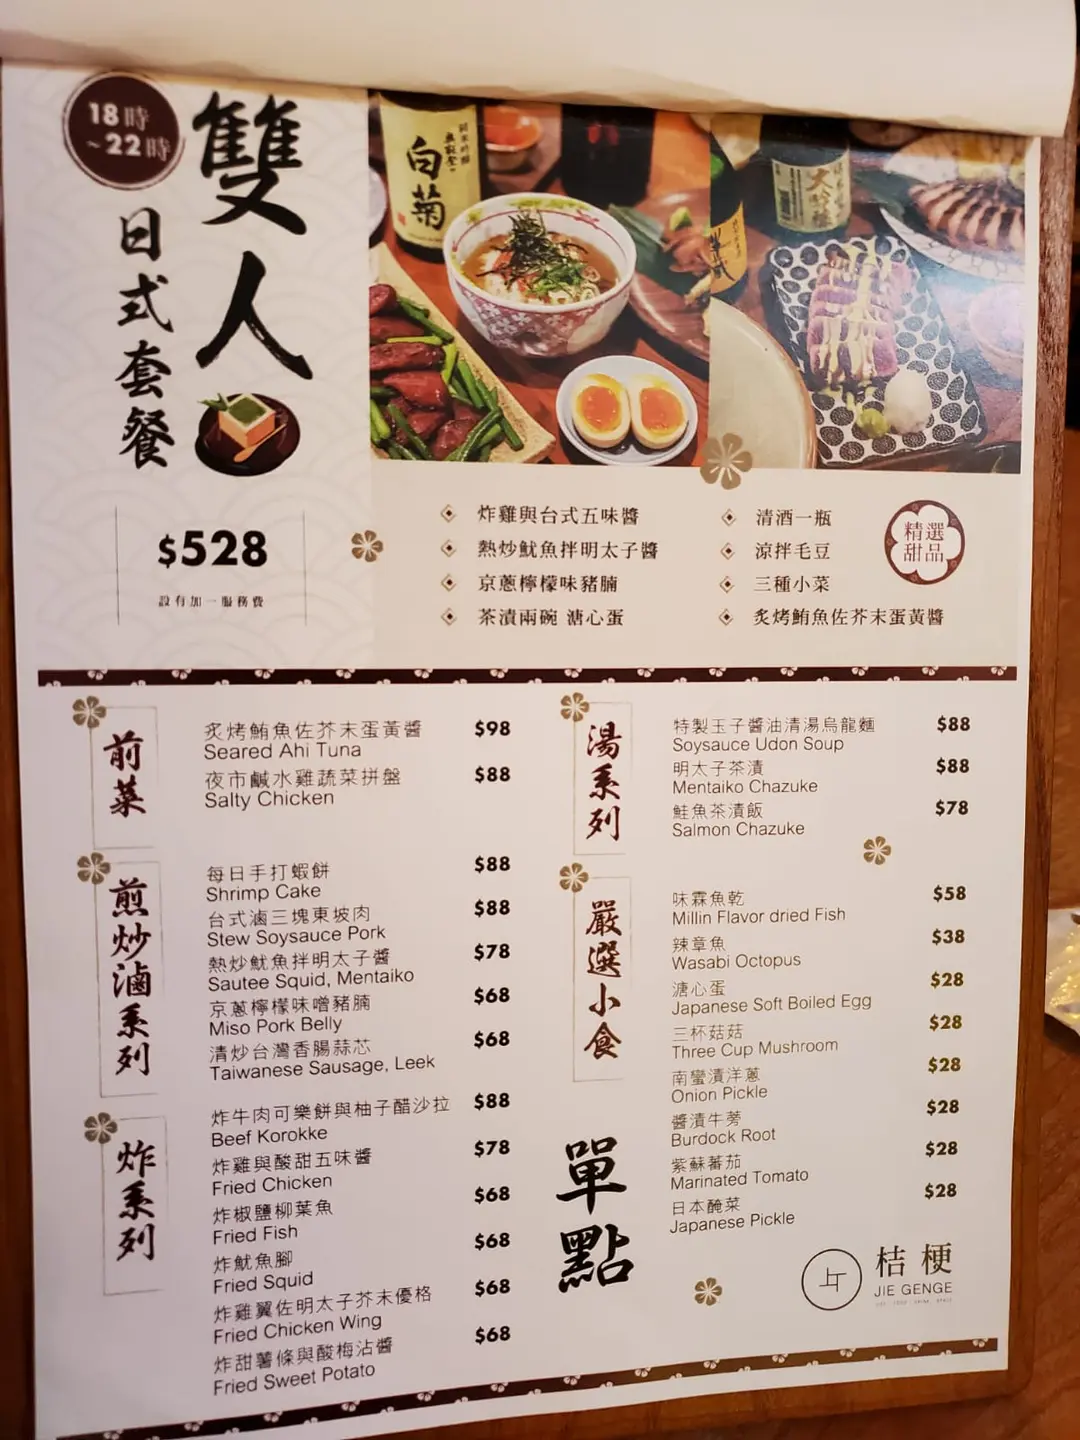 18時
~22時
雙人
日式套餐
白菊
大吟釀
$528
設有加一服務費
炸雞與台式五味醬
熱炒魷魚拌明太子醬
京蔥檸檬味豬腩
茶漬兩碗 溏心蛋
清酒一瓶
涼拌毛豆
三種小菜
炙烤鮪魚佐芥末蛋黃醬
精選
甜品
前菜
炙烤鮪魚佐芥末蛋黃醬 $98
Seared Ahi Tuna
夜市鹹水雞蔬菜拼盤 $88
Salty Chicken
煎炒滷系列
每日手打蝦餅 $88
Shrimp Cake
台式滷三塊東坡肉 $88
Stew Soysauce Pork
熱炒魷魚拌明太子醬 $78
Sautee Squid, Mentaiko
京蔥檸檬味噌豬腩 $68
Miso Pork Belly
清炒台灣香腸蒜芯 $68
Taiwanese Sausage, Leek
炸系列
炸牛肉可樂餅與柚子醋沙拉 $88
Beef Korokke
炸雞與酸甜五味醬 $78
Fried Chicken
炸椒鹽柳葉魚 $68
Fried Fish
炸魷魚腳 $68
Fried Squid
炸雞翼佐明太子芥末優格 $68
Fried Chicken Wing
炸甜薯條與酸梅沾醬 $68
Fried Sweet Potato
湯系列
特製玉子醬油清湯烏龍麵 $88
Soysauce Udon Soup
明太子茶漬 $88
Mentaiko Chazuke
鮭魚茶漬飯 $78
Salmon Chazuke
嚴選小食
味霖魚乾 $58
Millin Flavor dried Fish
辣章魚 $38
Wasabi Octopus
溏心蛋 $28
Japanese Soft Boiled Egg
三杯菇菇 $28
Three Cup Mushroom
南蠻漬洋蔥 $28
Onion Pickle
醬漬牛蒡 $28
Burdock Root
紫蘇蕃茄 $28
Marinated Tomato
日本醃菜 $28
Japanese Pickle
單點
桔梗
JIE GENGE